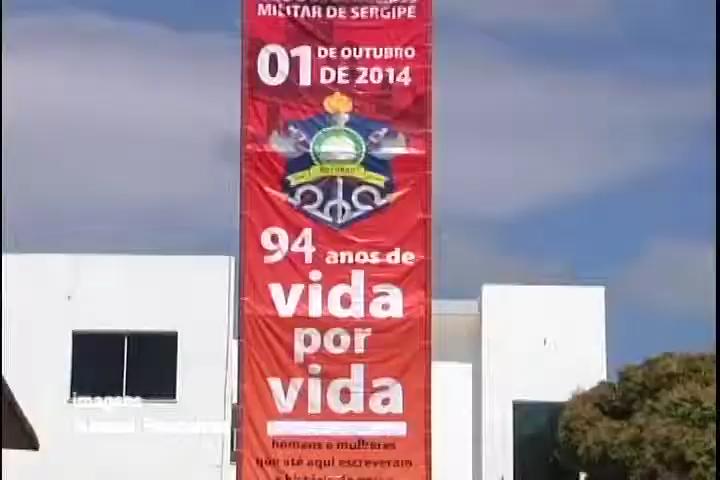 MILITAR DE SERGIPE
01 DE OUTUBRO
DE 2014
94 anos de
vida
por
vida
homens e mulheres
que até aqui escreveram
imagens